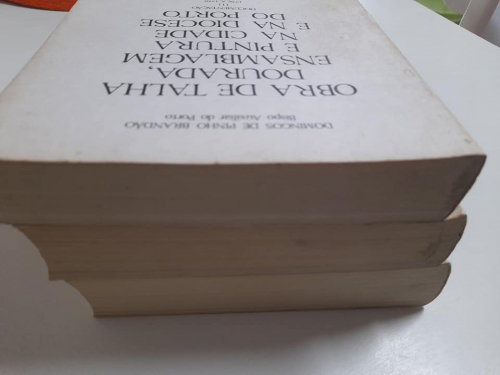 DOMINGOS DE PINHO BRANDÃO
Bispo Auxiliar do Porto
OBRA DE TALHA
DOURADA,
ENSAMBLAGEM
E PINTURA
NA CIDADE
E NA DIOCESE
DO PORTO
DOCUMENTAÇÃO